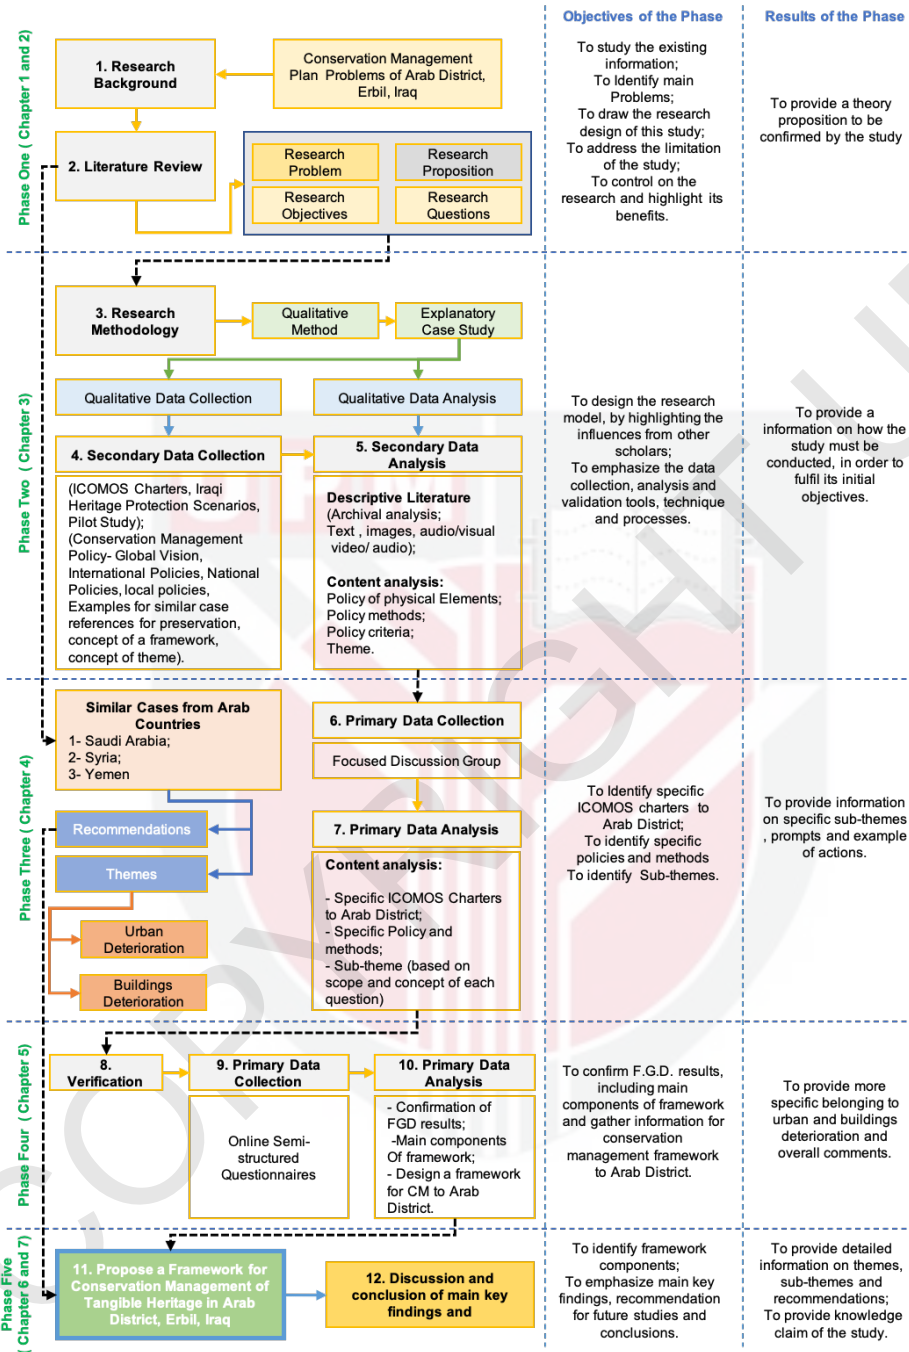 Objectives of the Phase
Results of the Phase
Phase One ( Chapter 1 and 2)
1. Research
Background
Conservation Management
Plan Problems of Arab District,
Erbil, Iraq
2. Literature Review
Research
Problem
Research
Proposition
Research
Objectives
Research
Questions
To study the existing
information;
To Identify main
Problems;
To draw the research
design of this study;
To address the limitation
of the study;
To control on the
research and highlight its
benefits.
To provide a theory
proposition to be
confirmed by the study
Phase Two ( Chapter 3)
3. Research
Methodology
Qualitative
Method
Explanatory
Case Study
Qualitative Data Collection
Qualitative Data Analysis
4. Secondary Data Collection
5. Secondary Data
Analysis
(ICOMOS Charters, Iraqi
Heritage Protection Scenarios,
Pilot Study);
(Conservation Management
Policy- Global Vision,
International Policies, National
Policies, local policies,
Examples for similar case
references for preservation,
concept of a framework,
concept of theme).
Descriptive Literature
(Archival analysis;
Text , images, audio/visual
video/ audio);
Content analysis:
Policy of physical Elements;
Policy methods;
Policy criteria;
Theme.
To design the research
model, by highlighting the
influences from other
scholars;
To emphasize the data
collection, analysis and
validation tools, technique
and processes.
To provide a
information on how the
study must be
conducted, in order to
fulfil its initial
objectives.
Phase Three ( Chapter 4)
Similar Cases from Arab
Countries
1- Saudi Arabia;
2- Syria;
3- Yemen
Recommendations
Themes
Urban
Deterioration
Buildings
Deterioration
6. Primary Data Collection
Focused Discussion Group
7. Primary Data Analysis
Content analysis:
- Specific ICOMOS Charters
to Arab District;
- Specific Policy and
methods;
- Sub-theme (based on
scope and concept of each
question)
To Identify specific
ICOMOS charters to
Arab District;
To identify specific
policies and methods
To identify Sub-themes.
To provide information
on specific sub-themes
, prompts and example
of actions.
Phase Four ( Chapter 5)
8.
Verification
9. Primary Data
Collection
10. Primary Data
Analysis
Online Semi-
structured
Questionnaires
- Confirmation of
FGD results;
-Main components
Of framework;
- Design a framework
for CM to Arab
District.
To confirm F.G.D. results,
including main
components of framework
and gather information for
conservation
management framework
to Arab District.
To provide more
specific belonging to
urban and buildings
deterioration and
overall comments.
Phase Five
( Chapter 6 and 7)
11. Propose a Framework for
Conservation Management of
Tangible Heritage in Arab
District, Erbil, Iraq
12. Discussion and
conclusion of main key
findings and
To identify framework
components;
To emphasize main key
findings, recommendation
for future studies and
conclusions.
To provide detailed
information on themes,
sub-themes and
recommendations;
To provide knowledge
claim of the study.
COPYRIGHT U